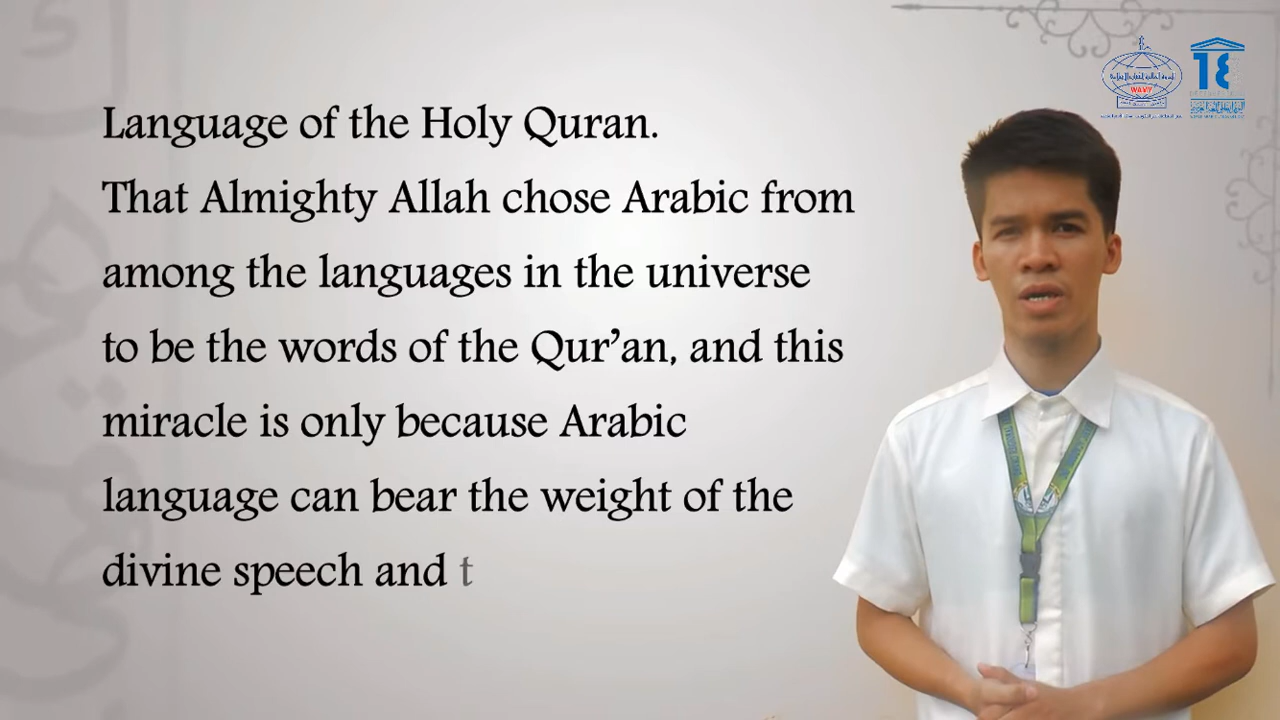 Language of the Holy Quran.
That Almighty Allah chose Arabic from
among the languages in the universe
to be the words of the Qur’an, and this
miracle is only because Arabic
language can bear the weight of the
divine speech and t
WAMY